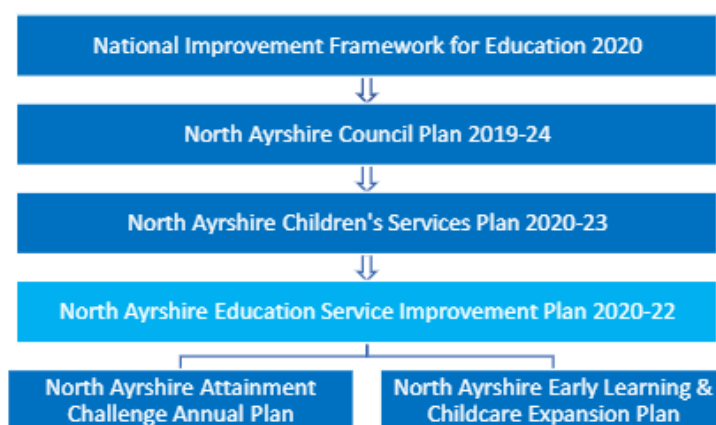 National Improvement Framework for Education 2020
North Ayrshire Council Plan 2019-24
North Ayrshire Children's Services Plan 2020-23
North Ayrshire Education Service Improvement Plan 2020-22
North Ayrshire Attainment
Challenge Annual Plan
North Ayrshire Early Learning &
Childcare Expansion Plan